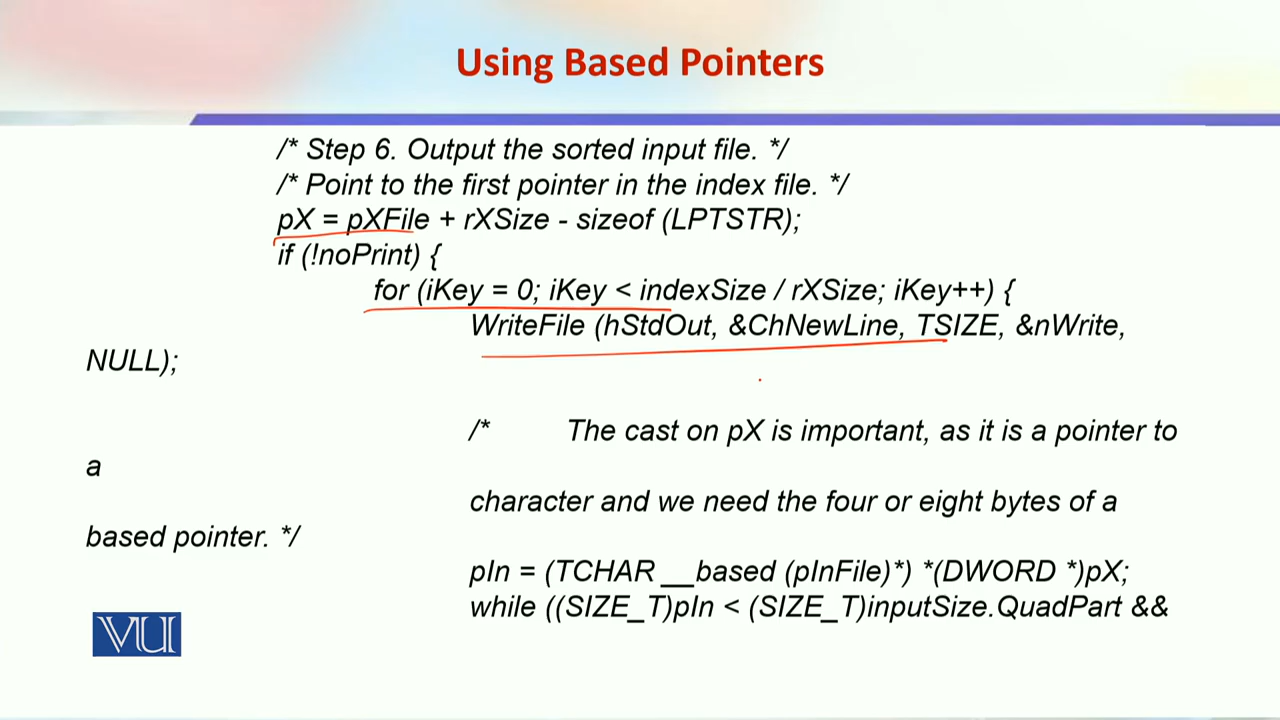 Using Based Pointers
/* Step 6. Output the sorted input file. */
/* Point to the first pointer in the index file. */
pX = pXFile + rXSize - sizeof (LPTSTR);
if (!noPrint) {
for (iKey = 0; iKey < indexSize / rXSize; iKey++) {
WriteFile (hStdOut, &ChNewLine, TSIZE, &nWrite,
NULL);
/* The cast on pX is important, as it is a pointer to
a
character and we need the four or eight bytes of a
based pointer. */
pIn = (TCHAR __based (pInFile)*) *(DWORD *)pX;
while ((SIZE_T)pIn < (SIZE_T)inputSize.QuadPart &&
VU